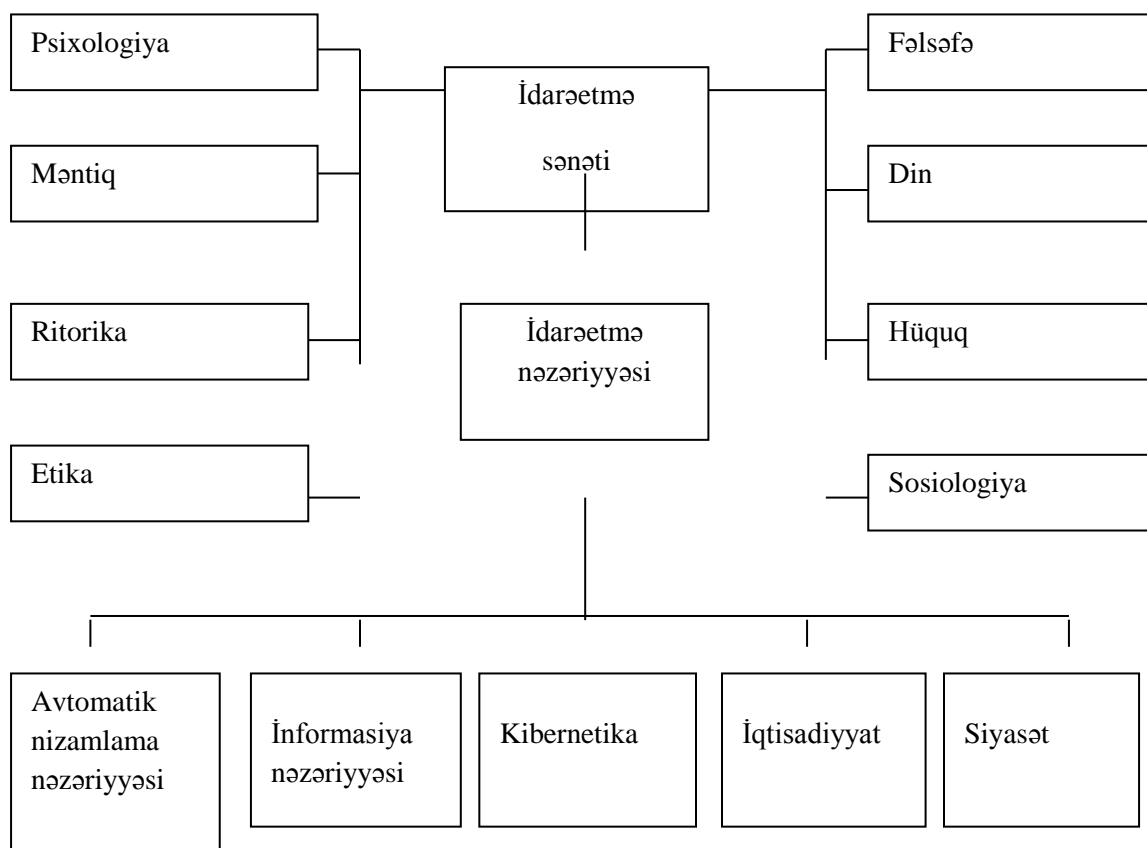 Psixologiya
Fəlsəfə
İdarəetmə
sənəti
Məntiq
Din
Ritorika
İdarəetmə
nəzəriyyəsi
Hüquq
Etika
Sosiologiya
Avtomatik
nizamlama
nəzəriyyəsi
İnformasiya
nəzəriyyəsi
Kibernetika
İqtisadiyyat
Siyasət